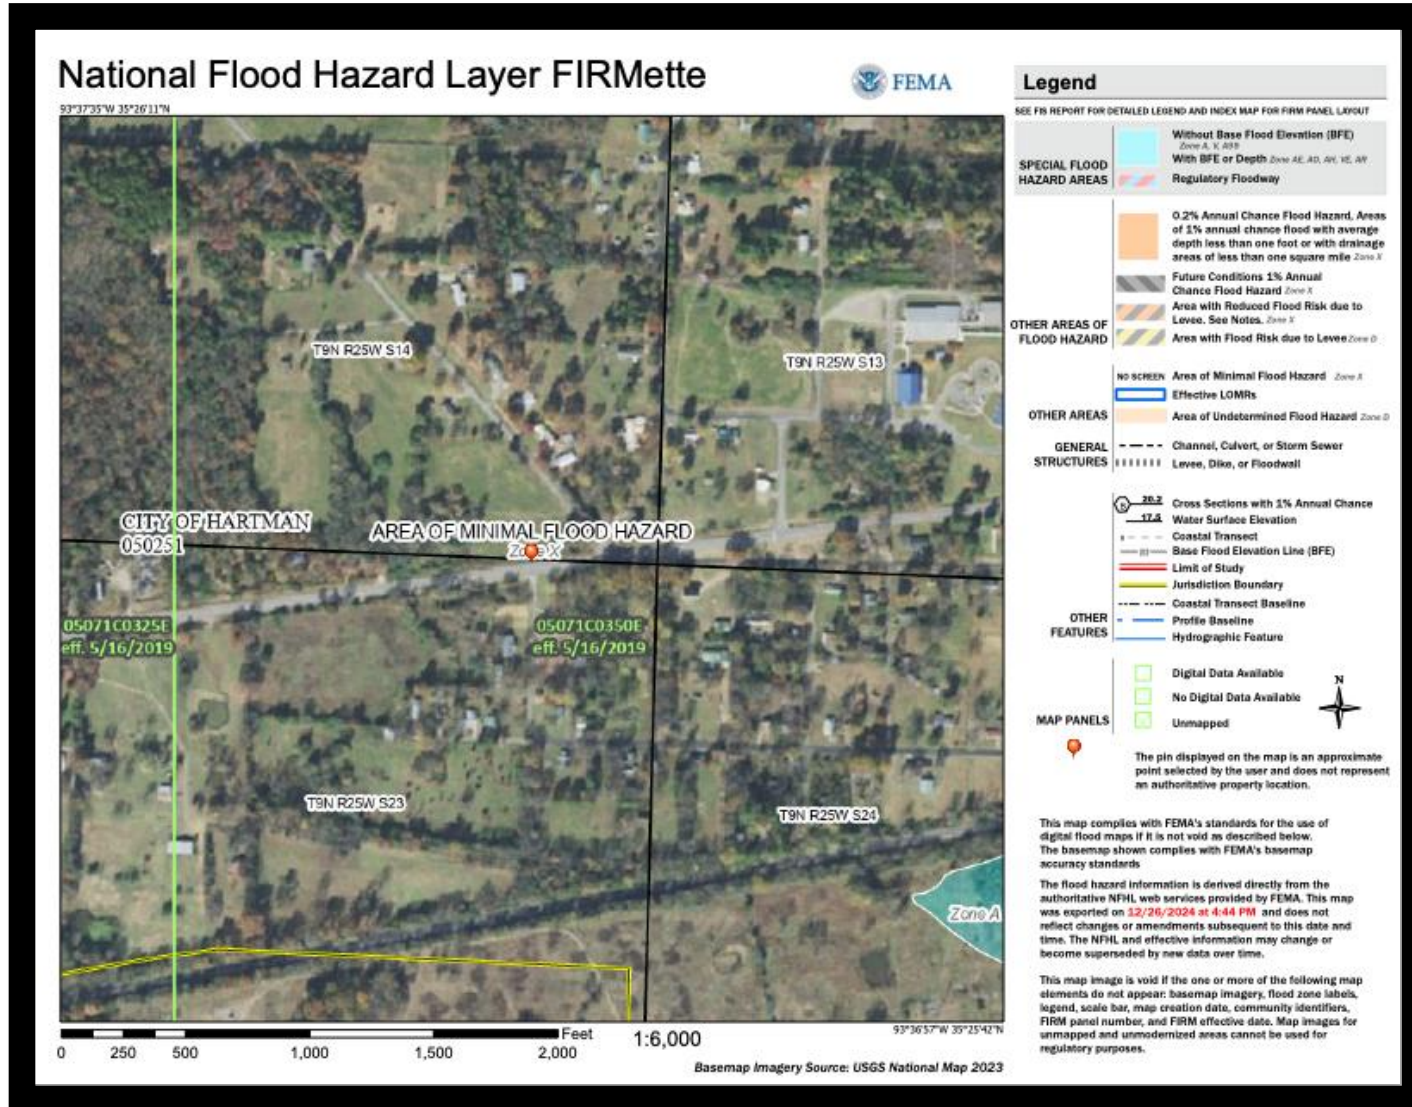 National Flood Hazard Layer FIRMette
FEMA
93°37'35"W 35°26'11"N
T9N R25W S14
T9N R25W S13
CITY OF HARTMAN
050251
AREA OF MINIMAL FLOOD HAZARD
Zone X
05071C0325E
eff. 5/16/2019
05071C0350E
eff. 5/16/2019
T9N R25W S23
T9N R25W S24
Zone A
93°36'57"W 35°25'42"N
Feet
0 250 500 1,000 1,500 2,000
1:6,000
Basemap Imagery Source: USGS National Map 2023
Legend
SEE FIS REPORT FOR DETAILED LEGEND AND INDEX MAP FOR FIRM PANEL LAYOUT
SPECIAL FLOOD
HAZARD AREAS
Without Base Flood Elevation (BFE)
Zone A, V, A99
With BFE or Depth Zone AE, AO, AH, VE, AR
Regulatory Floodway
OTHER AREAS OF
FLOOD HAZARD
0.2% Annual Chance Flood Hazard, Areas
of 1% annual chance flood with average
depth less than one foot or with drainage
areas of less than one square mile Zone X
Future Conditions 1% Annual
Chance Flood Hazard Zone X
Area with Reduced Flood Risk due to
Levee. See Notes. Zone X
Area with Flood Risk due to Levee Zone D
OTHER AREAS
NO SCREEN Area of Minimal Flood Hazard Zone X
Effective LOMRs
Area of Undetermined Flood Hazard Zone D
GENERAL
STRUCTURES
Channel, Culvert, or Storm Sewer
Levee, Dike, or Floodwall
OTHER
FEATURES
20.2 Cross Sections with 1% Annual Chance
17.5 Water Surface Elevation
Coastal Transect
Base Flood Elevation Line (BFE)
Limit of Study
Jurisdiction Boundary
Coastal Transect Baseline
Profile Baseline
Hydrographic Feature
MAP PANELS
Digital Data Available
No Digital Data Available
Unmapped
N
The pin displayed on the map is an approximate
point selected by the user and does not represent
an authoritative property location.
This map complies with FEMA's standards for the use of
digital flood maps if it is not void as described below.
The basemap shown complies with FEMA's basemap
accuracy standards
The flood hazard information is derived directly from the
authoritative NFHL web services provided by FEMA. This map
was exported on 12/26/2024 at 4:44 PM and does not
reflect changes or amendments subsequent to this date and
time. The NFHL and effective information may change or
become superseded by new data over time.
This map image is void if the one or more of the following map
elements do not appear: basemap imagery, flood zone labels,
legend, scale bar, map creation date, community identifiers,
FIRM panel number, and FIRM effective date. Map images for
unmapped and unmodernized areas cannot be used for
regulatory purposes.